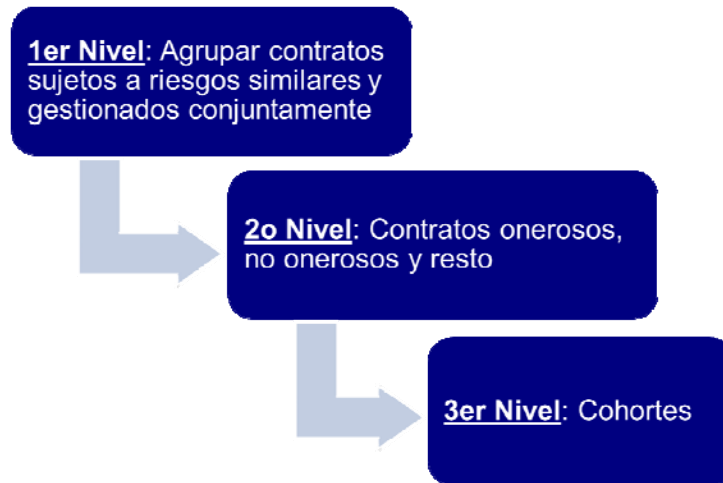 1er Nivel: Agrupar contratos
sujetos a riesgos similares y
gestionados conjuntamente
2o Nivel: Contratos onerosos,
no onerosos y resto
3er Nivel: Cohortes